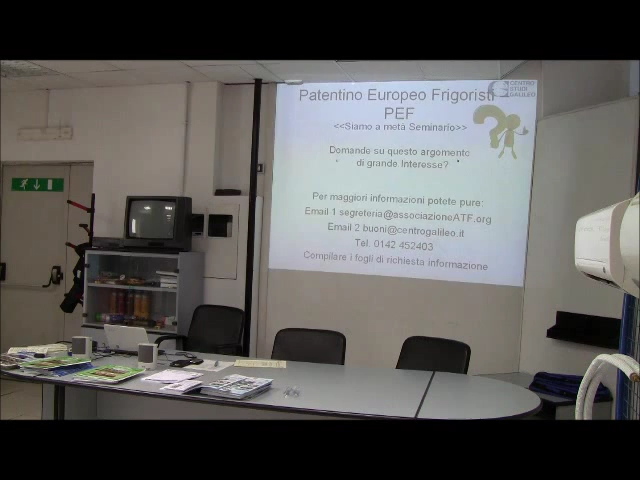 CENTRO
STUDI
GALILEO
Patentino Europeo Frigoristi
PEF
<<Siamo a metà Seminario>>
Domande su questo argomento
di grande Interesse?
Per maggiori informazioni potete pure:
Email 1 segreteria@associazioneATF.org
Email 2 buoni@centrogalileo.it
Tel. 0142 452403
Compilare i fogli di richiesta informazione